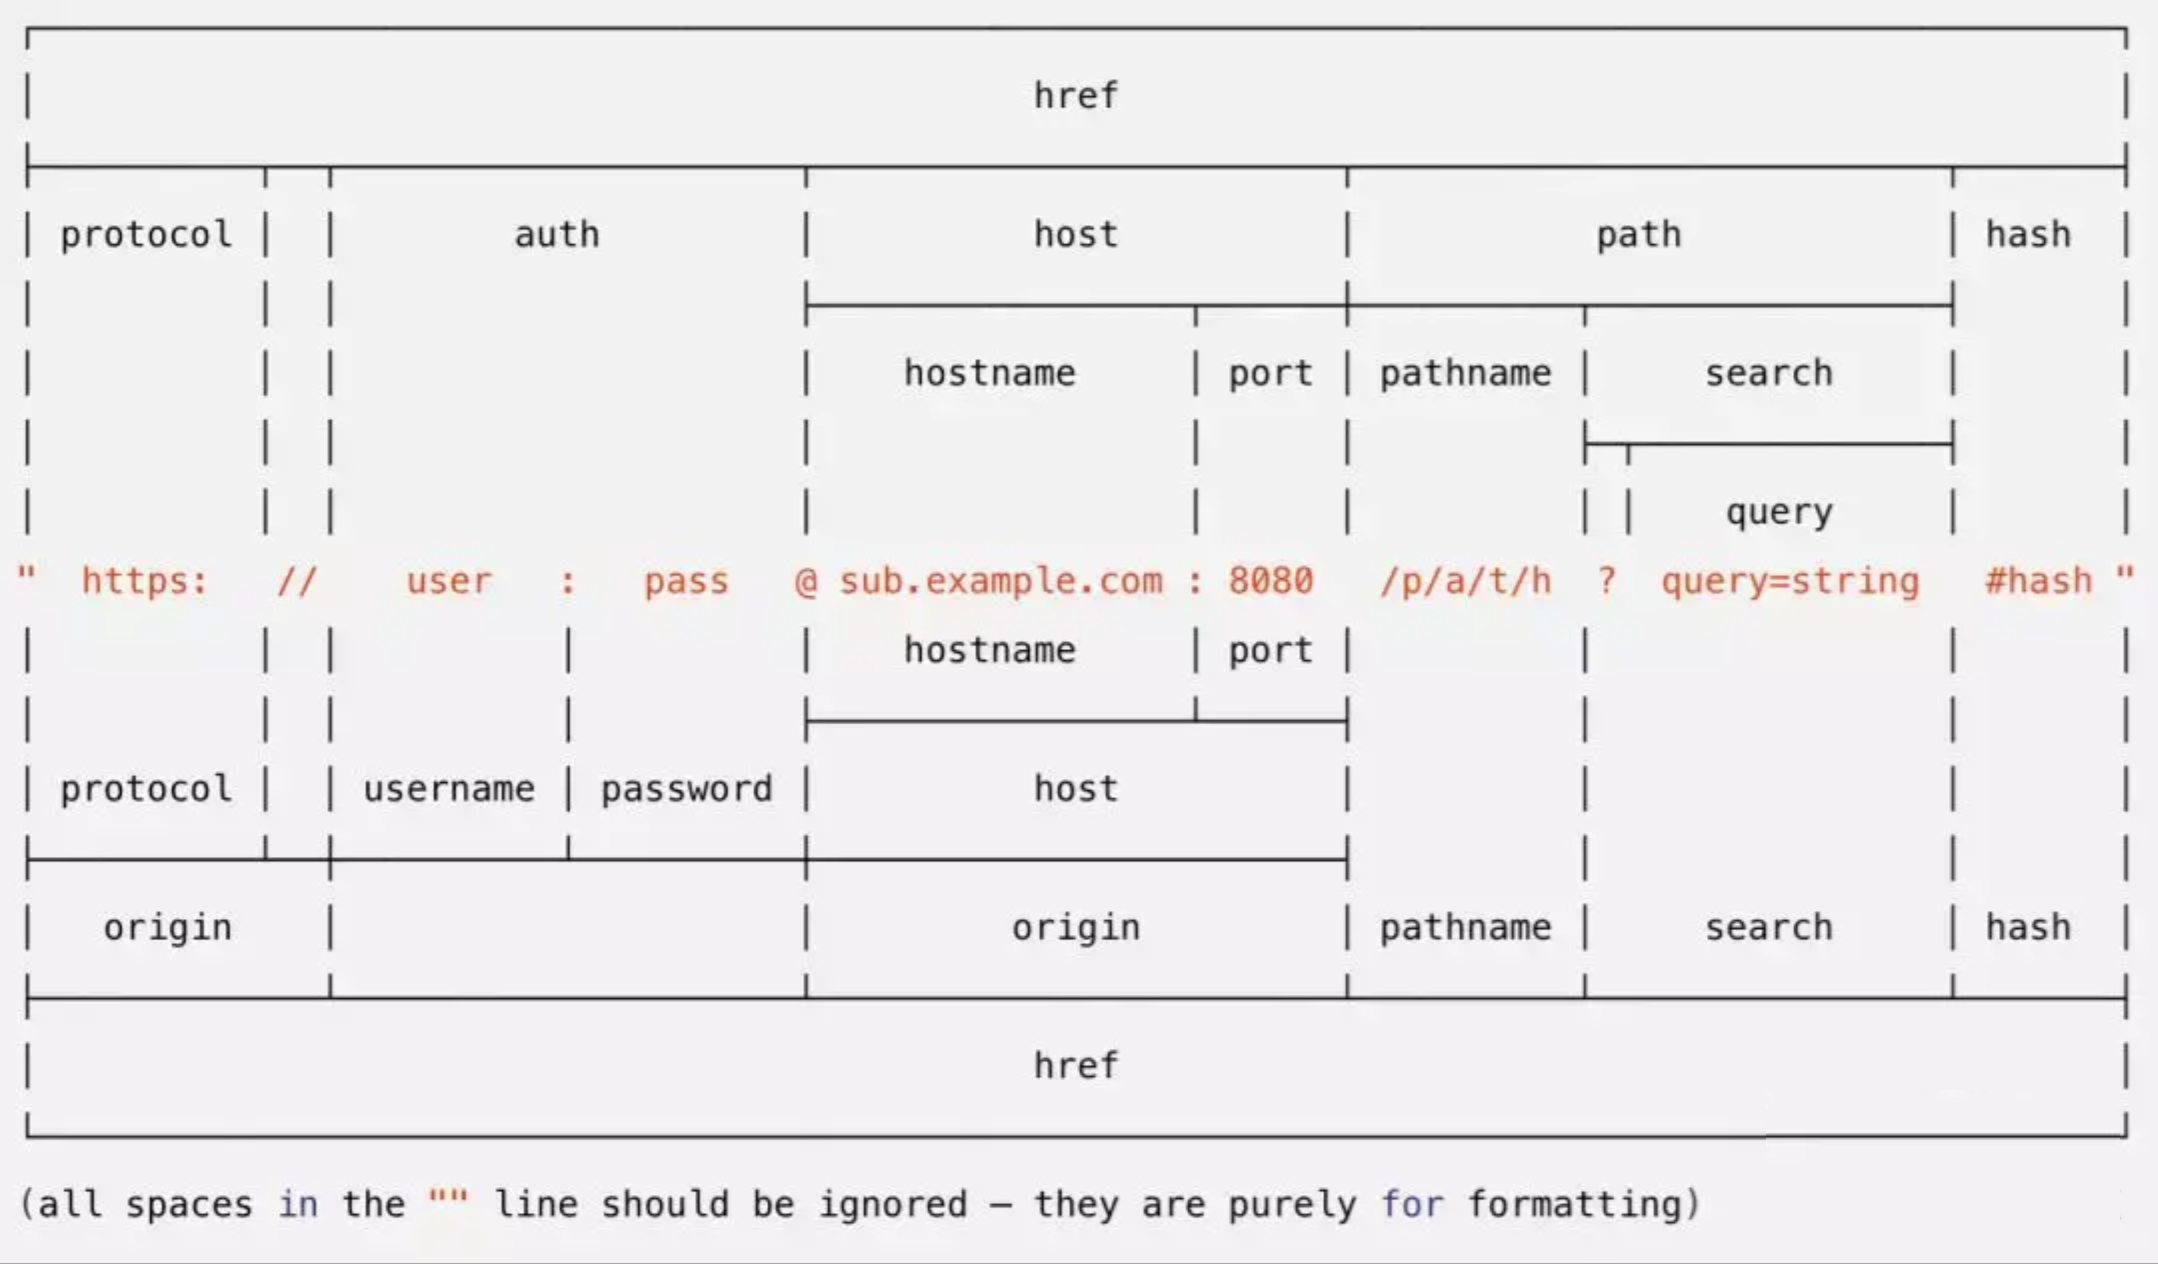 href
protocol auth host path hash
hostname port pathname search
query
" https: // user : pass @ sub.example.com : 8080 /p/a/t/h ? query=string #hash "
hostname port
protocol username password host
origin origin pathname search hash
href
(all spaces in the "" line should be ignored — they are purely for formatting)